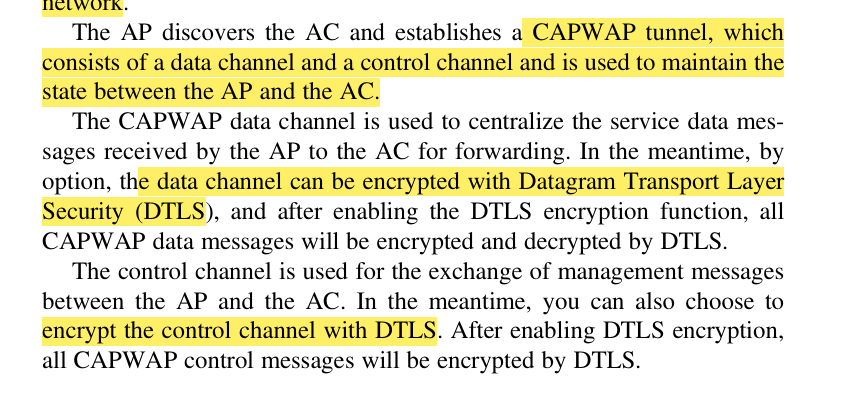 network.
The AP discovers the AC and establishes a CAPWAP tunnel, which
consists of a data channel and a control channel and is used to maintain the
state between the AP and the AC.
The CAPWAP data channel is used to centralize the service data mes-
sages received by the AP to the AC for forwarding. In the meantime, by
option, the data channel can be encrypted with Datagram Transport Layer
Security (DTLS), and after enabling the DTLS encryption function, all
CAPWAP data messages will be encrypted and decrypted by DTLS.
The control channel is used for the exchange of management messages
between the AP and the AC. In the meantime, you can also choose to
encrypt the control channel with DTLS. After enabling DTLS encryption,
all CAPWAP control messages will be encrypted by DTLS.